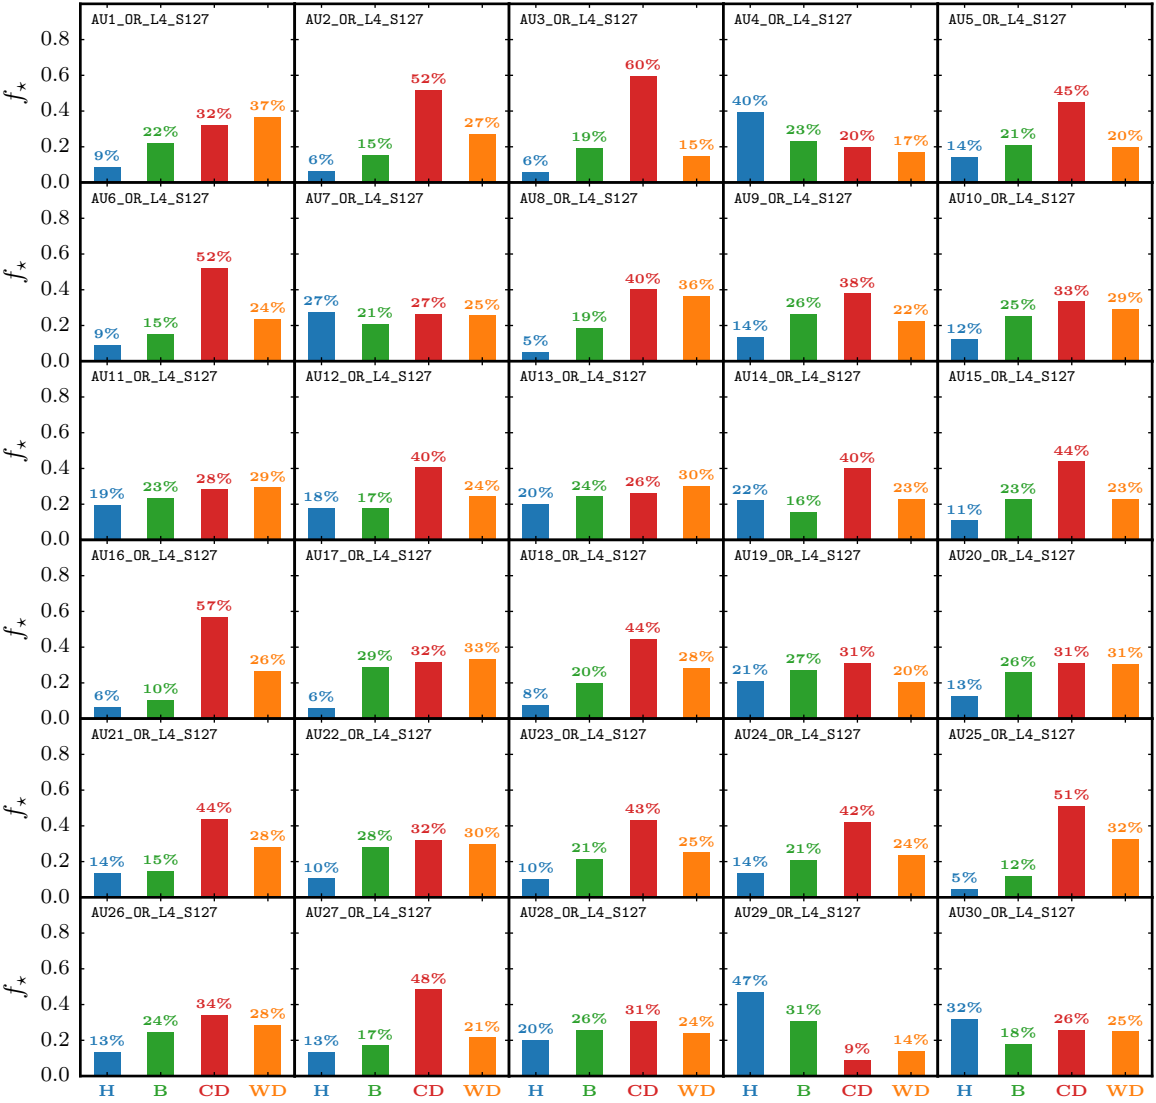 AU1_OR_L4_S127 AU2_OR_L4_S127 AU3_OR_L4_S127 AU4_OR_L4_S127 AU5_OR_L4_S127
f⋆ 0.8 0.6 0.4 0.2 0.0
9% 22% 32% 37% 6% 15% 52% 27% 6% 19% 60% 15% 40% 23% 20% 17% 14% 21% 45% 20%
AU6_OR_L4_S127 AU7_OR_L4_S127 AU8_OR_L4_S127 AU9_OR_L4_S127 AU10_OR_L4_S127
f⋆ 0.8 0.6 0.4 0.2 0.0
9% 15% 52% 24% 27% 21% 27% 25% 5% 19% 40% 36% 14% 26% 38% 22% 12% 25% 33% 29%
AU11_OR_L4_S127 AU12_OR_L4_S127 AU13_OR_L4_S127 AU14_OR_L4_S127 AU15_OR_L4_S127
f⋆ 0.8 0.6 0.4 0.2 0.0
19% 23% 28% 29% 18% 17% 40% 24% 20% 24% 26% 30% 22% 16% 40% 23% 11% 23% 44% 23%
AU16_OR_L4_S127 AU17_OR_L4_S127 AU18_OR_L4_S127 AU19_OR_L4_S127 AU20_OR_L4_S127
f⋆ 0.8 0.6 0.4 0.2 0.0
6% 10% 57% 26% 6% 29% 32% 33% 8% 20% 44% 28% 21% 27% 31% 20% 13% 26% 31% 31%
AU21_OR_L4_S127 AU22_OR_L4_S127 AU23_OR_L4_S127 AU24_OR_L4_S127 AU25_OR_L4_S127
f⋆ 0.8 0.6 0.4 0.2 0.0
14% 15% 44% 28% 10% 28% 32% 30% 10% 21% 43% 25% 14% 21% 42% 24% 5% 12% 51% 32%
AU26_OR_L4_S127 AU27_OR_L4_S127 AU28_OR_L4_S127 AU29_OR_L4_S127 AU30_OR_L4_S127
f⋆ 0.8 0.6 0.4 0.2 0.0
13% 24% 34% 28% 13% 17% 48% 21% 20% 26% 31% 24% 47% 31% 9% 14% 32% 18% 26% 25%
H B CD WD H B CD WD H B CD WD H B CD WD H B CD WD